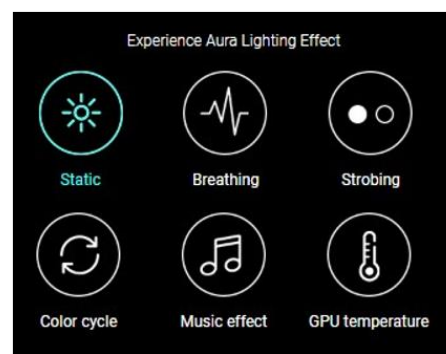 Experience Aura Lighting Effect
Static Breathing Strobing
Color cycle Music effect GPU temperature